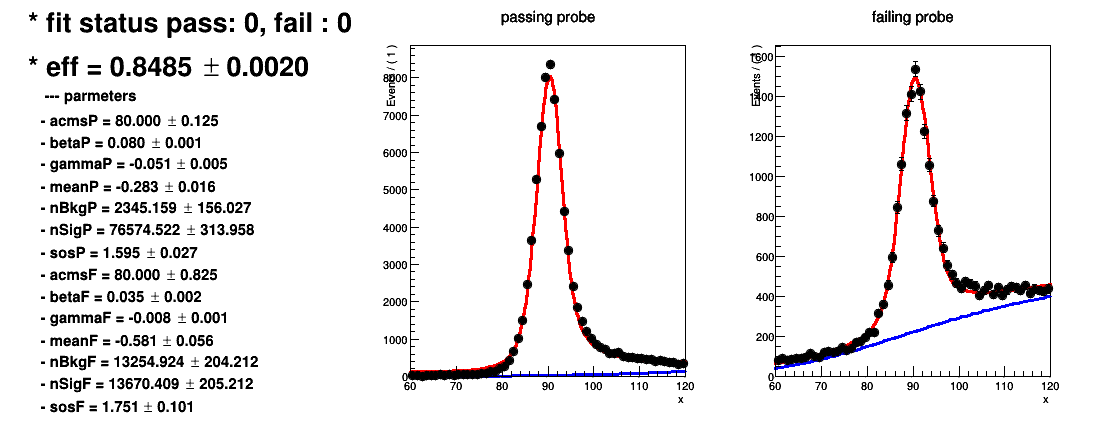 * fit status pass: 0, fail : 0
* eff = 0.8485 ± 0.0020
--- parmeters
- acmsP = 80.000 ± 0.125
- betaP = 0.080 ± 0.001
- gammaP = -0.051 ± 0.005
- meanP = -0.283 ± 0.016
- nBkgP = 2345.159 ± 156.027
- nSigP = 76574.522 ± 313.958
- sosP = 1.595 ± 0.027
- acmsF = 80.000 ± 0.825
- betaF = 0.035 ± 0.002
- gammaF = -0.008 ± 0.001
- meanF = -0.581 ± 0.056
- nBkgF = 13254.924 ± 204.212
- nSigF = 13670.409 ± 205.212
- sosF = 1.751 ± 0.101
passing probe
Events / ( 1 )
8000
7000
6000
5000
4000
3000
2000
1000
0
60 70 80 90 100 110 120
x
failing probe
Events / ( 1 )
1600
1400
1200
1000
800
600
400
200
0
60 70 80 90 100 110 120
x